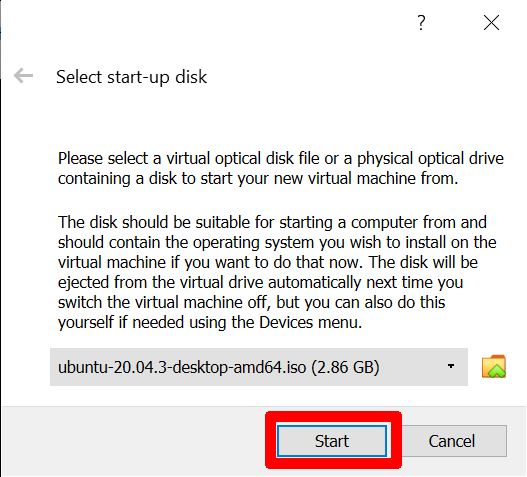 ?
Select start-up disk
Please select a virtual optical disk file or a physical optical drive
containing a disk to start your new virtual machine from.
The disk should be suitable for starting a computer from and
should contain the operating system you wish to install on the
virtual machine if you want to do that now. The disk will be
ejected from the virtual drive automatically next time you
switch the virtual machine off, but you can also do this
yourself if needed using the Devices menu.
ubuntu-20.04.3-desktop-amd64.iso (2.86 GB)
Start Cancel